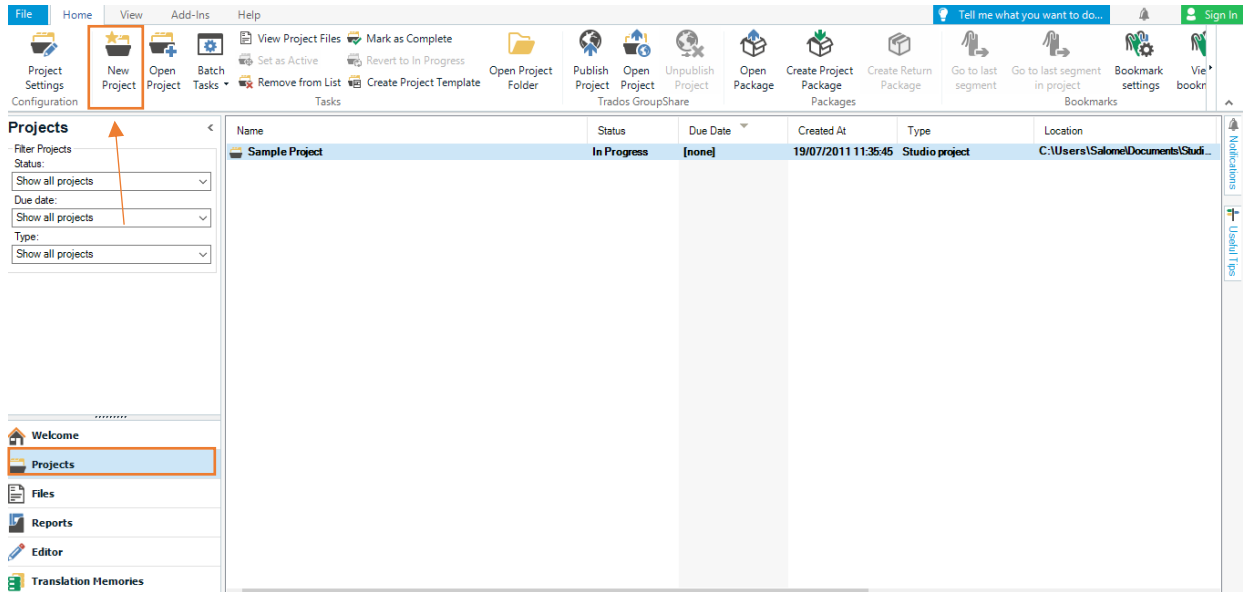 File Home View Add-Ins Help Tell me what you want to do... Sign In
Project Settings
New Project
Open Project
Batch Tasks
Configuration
View Project Files
Mark as Complete
Set as Active
Revert to In Progress
Remove from List
Create Project Template
Tasks
Open Project Folder
Publish Project
Open Project
Unpublish Project
Trados GroupShare
Open Package
Create Project Package
Create Return Package
Packages
Go to last segment
Go to last segment in project
Bookmark settings
Vie
bookr
Bookmarks
Projects
Filter Projects
Status:
Show all projects
Due date:
Show all projects
Type:
Show all projects
Name Status Due Date Created At Type Location
Sample Project In Progress [none] 19/07/2011 11:35:45 Studio project C:\Users\Salome\Documents\Studi...
Notifications
Useful Tips
Welcome
Projects
Files
Reports
Editor
Translation Memories